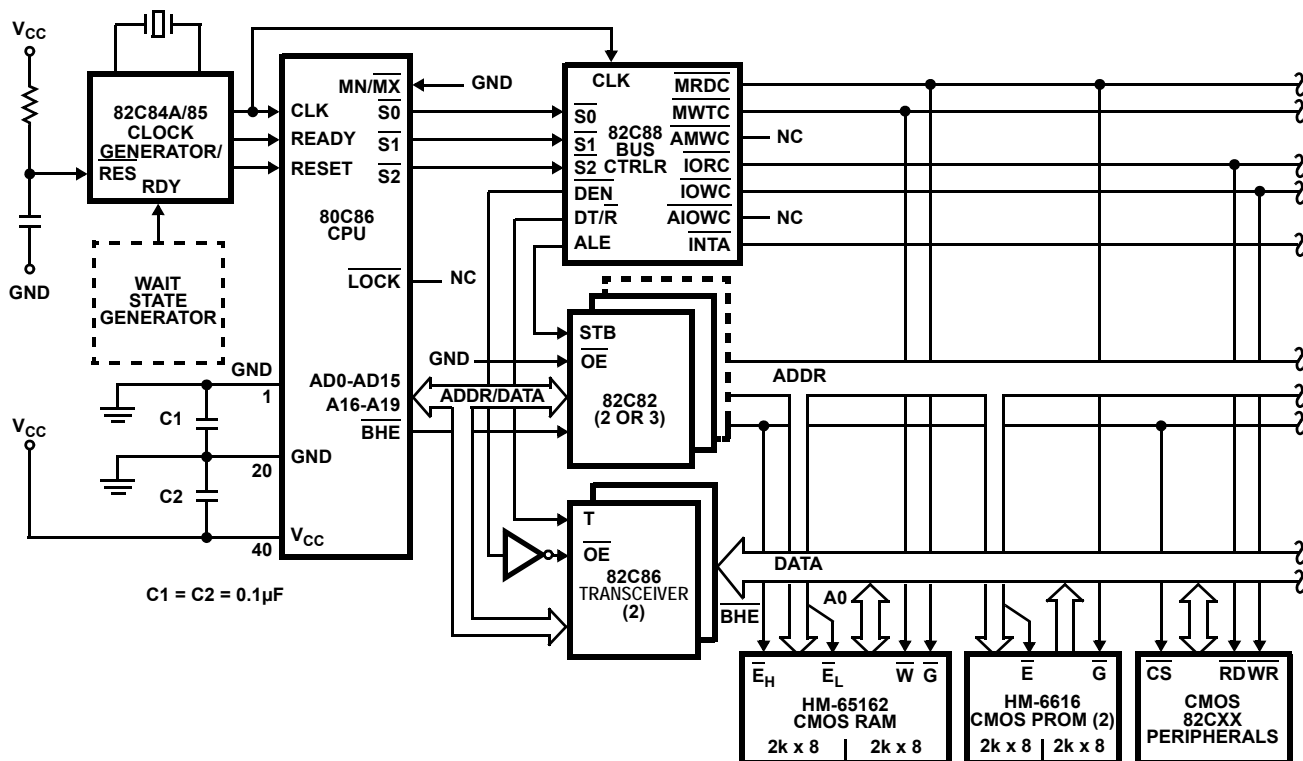 VCC
82C84A/85
CLOCK
GENERATOR/
RES
RDY
GND
WAIT
STATE
GENERATOR
MN/MX
GND
CLK
S0
READY
S1
RESET
S2
80C86
CPU
LOCK
NC
GND
1
AD0-AD15
A16-A19
BHE
ADDR/DATA
C1
VCC
20
GND
C2
40
VCC
C1 = C2 = 0.1µF
CLK
MRDC
S0
MWTC
82C88
S1
BUS
AMWC
NC
S2
CTRLR
IORC
DEN
IOWC
DT/R
AIOWC
NC
ALE
INTA
STB
GND
OE
82C82
(2 OR 3)
ADDR
T
OE
82C86
TRANSCEIVER
(2)
DATA
BHE
A0
EH
EL
W
G
HM-65162
CMOS RAM
2k x 8
2k x 8
E
G
HM-6616
CMOS PROM (2)
2k x 8
2k x 8
CS
RD
WR
CMOS
82CXX
PERIPHERALS